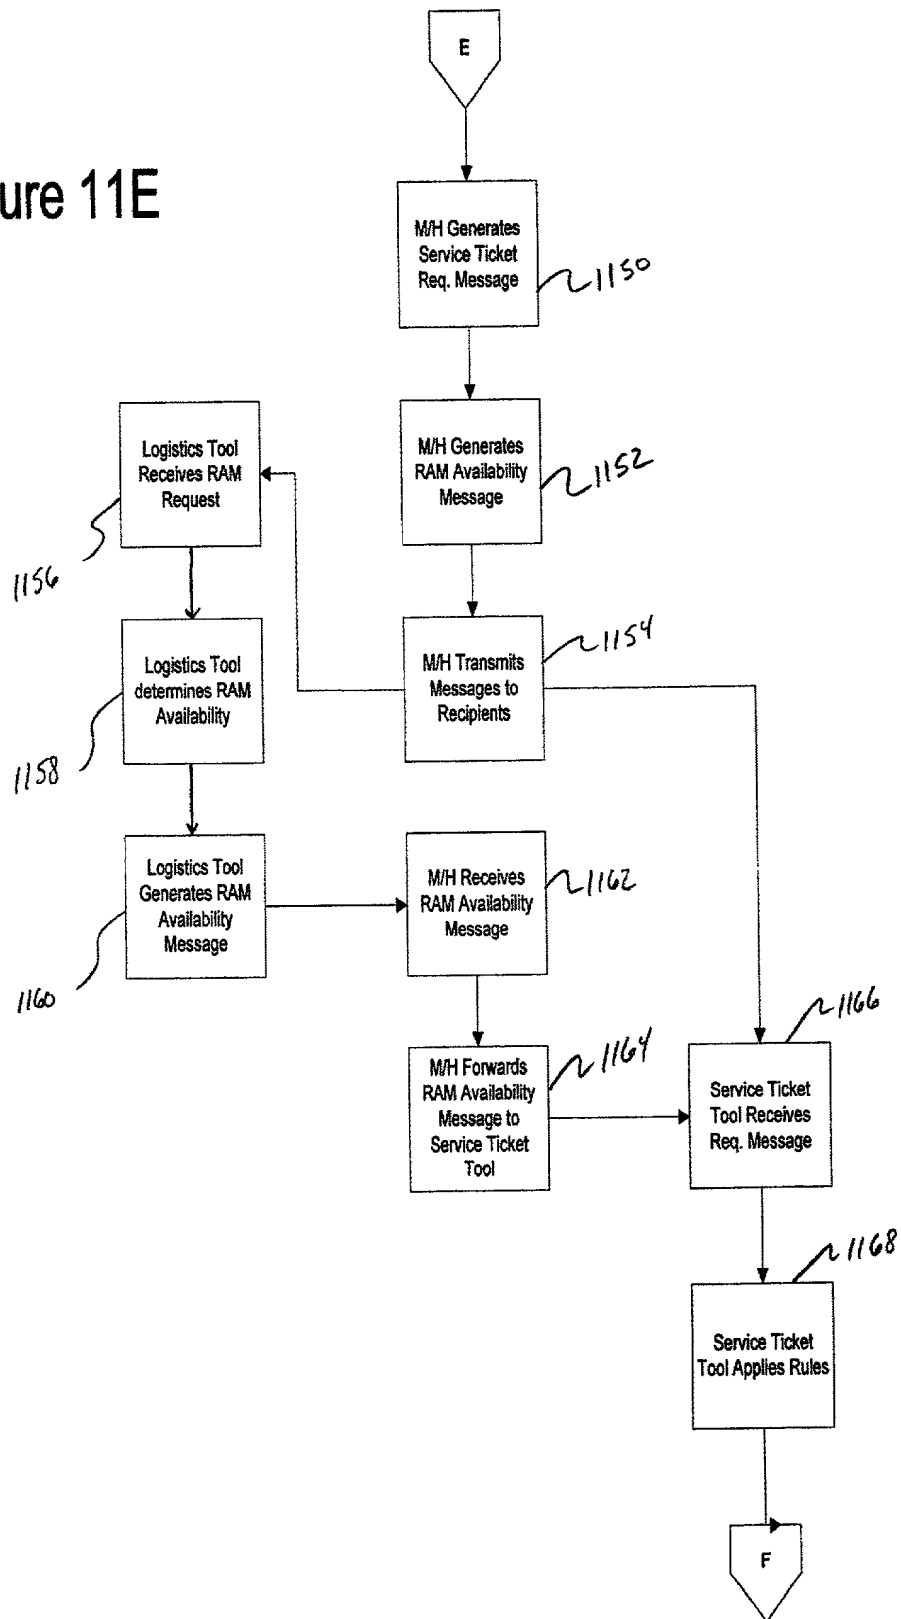 E
ure 11E
M/H Generates
Service Ticket
Req. Message
1150
M/H Generates
RAM Availability
Message
1152
Logistics Tool
Receives RAM
Request
1156
M/H Transmits
Messages to
Recipients
1154
Logistics Tool
determines RAM
Availability
1158
Logistics Tool
Generates RAM
Availability
Message
1160
M/H Receives
RAM Availability
Message
1162
M/H Forwards
RAM Availability
Message to
Service Ticket
Tool
1164
Service Ticket
Tool Receives
Req. Message
1166
Service Ticket
Tool Applies Rules
1168
F